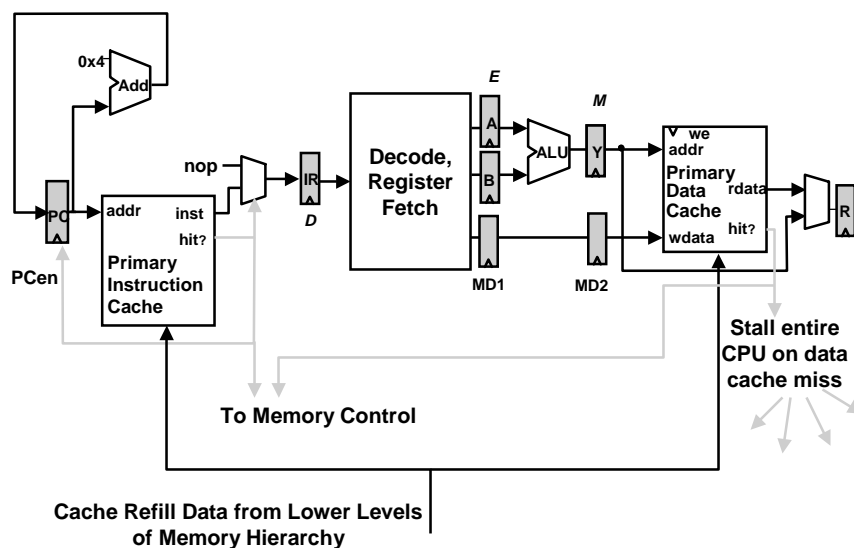 0x4
Add
E
M
nop
A
B
ALU
Y
IR
D
Decode,
Register
Fetch
we
addr
Primary
Data
Cache
rdata
hit?
wdata
R
PC
addr
inst
hit?
Primary
Instruction
Cache
PCen
MD1
MD2
Stall entire
CPU on data
cache miss
To Memory Control
Cache Refill Data from Lower Levels
of Memory Hierarchy